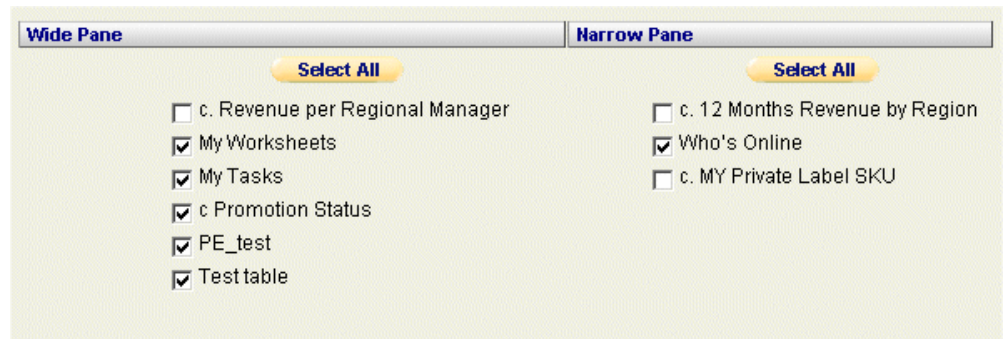 Wide Pane
Narrow Pane
Select All
Select All
c. Revenue per Regional Manager
My Worksheets
My Tasks
c Promotion Status
PE_test
Test table
c. 12 Months Revenue by Region
Who's Online
c. MY Private Label SKU